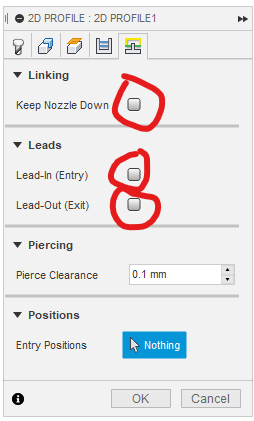 2D PROFILE : 2D PROFILE1
Linking
Keep Nozzle Down
Leads
Lead-In (Entry)
Lead-Out (Exit)
Piercing
Pierce Clearance 0.1 mm
Positions
Entry Positions Nothing
OK Cancel